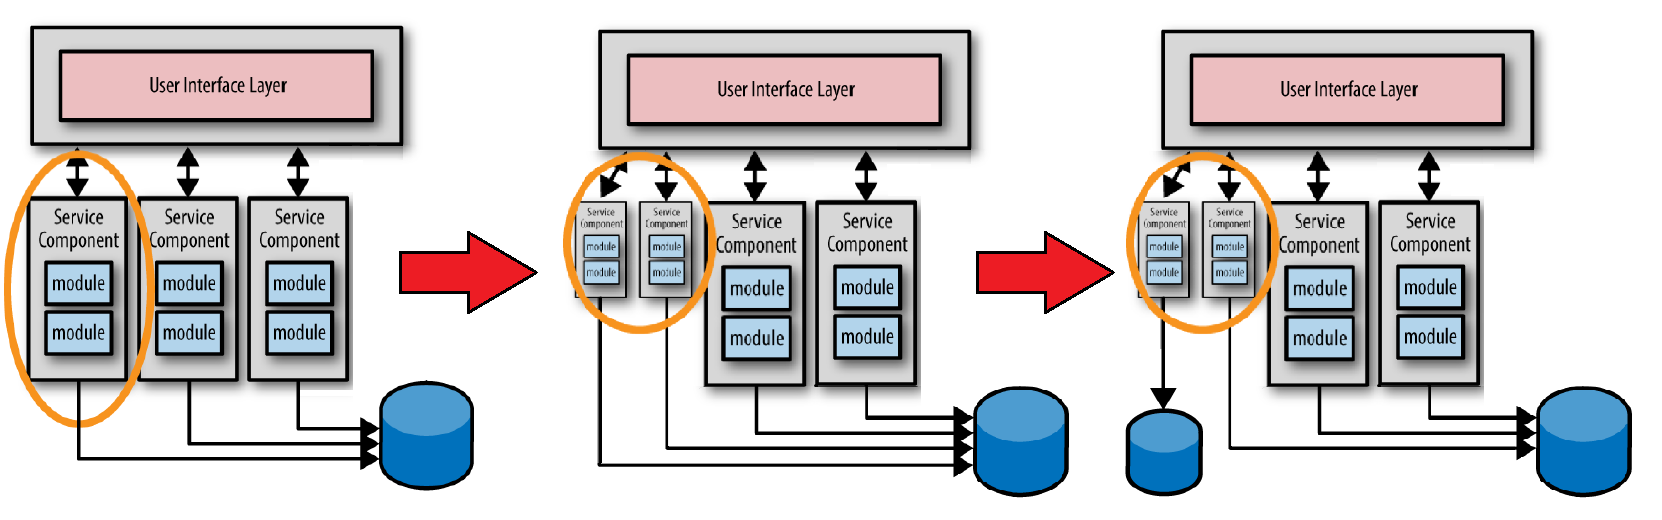 User Interface Layer
Service
Component
module
module
Service
Component
module
module
Service
Component
module
module
User Interface Layer
Service
Component
module
module
Service
Component
module
module
Service
Component
module
module
Service
Component
module
module
User Interface Layer
Service
Component
module
module
Service
Component
module
module
Service
Component
module
module
Service
Component
module
module